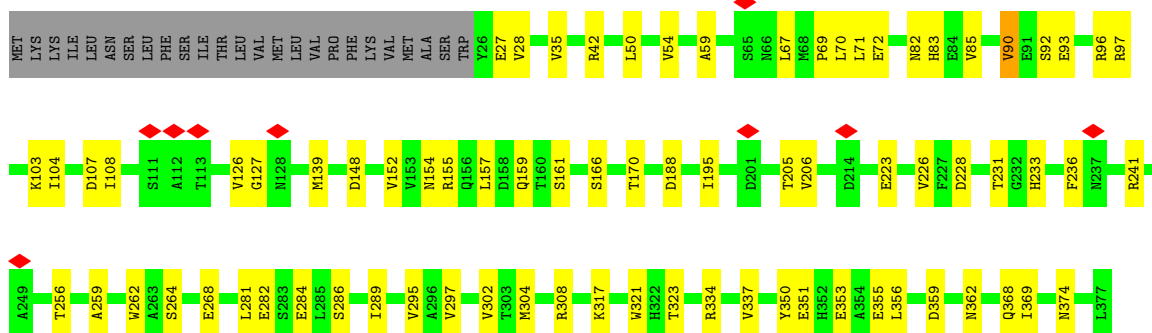 MET LYS LYS ILE LEU ALA ASN SER LEU PHE SER ILE THR LEU VAL MET LEU VAL PRO PHE LYS VAL MET ALA SER TRP Y26 E27 V28 V35 R42 L50 V54 A59 S65 N66 L67 M68 P69 L70 L71 E72 N82 H83 E84 V85 V90 E91 S92 E93 R96 R97
K103 I104 D107 I108 S111 A112 T113 V126 G127 N128 M139 D148 V152 V153 N154 R155 Q156 L157 D158 Q159 T160 S161 S166 T170 D188 I195 D201 T205 V206 D214 E223 V226 F227 D228 T231 G232 H233 F236 N237 R241
A249 T256 A259 W262 A263 S264 E268 L281 E282 S283 E284 L285 S286 I289 V295 A296 V297 V302 T303 M304 R308 K317 W321 H322 T323 R334 V337 Y350 E351 H352 E353 A354 E355 L356 D359 N362 Q368 I369 N374 L377